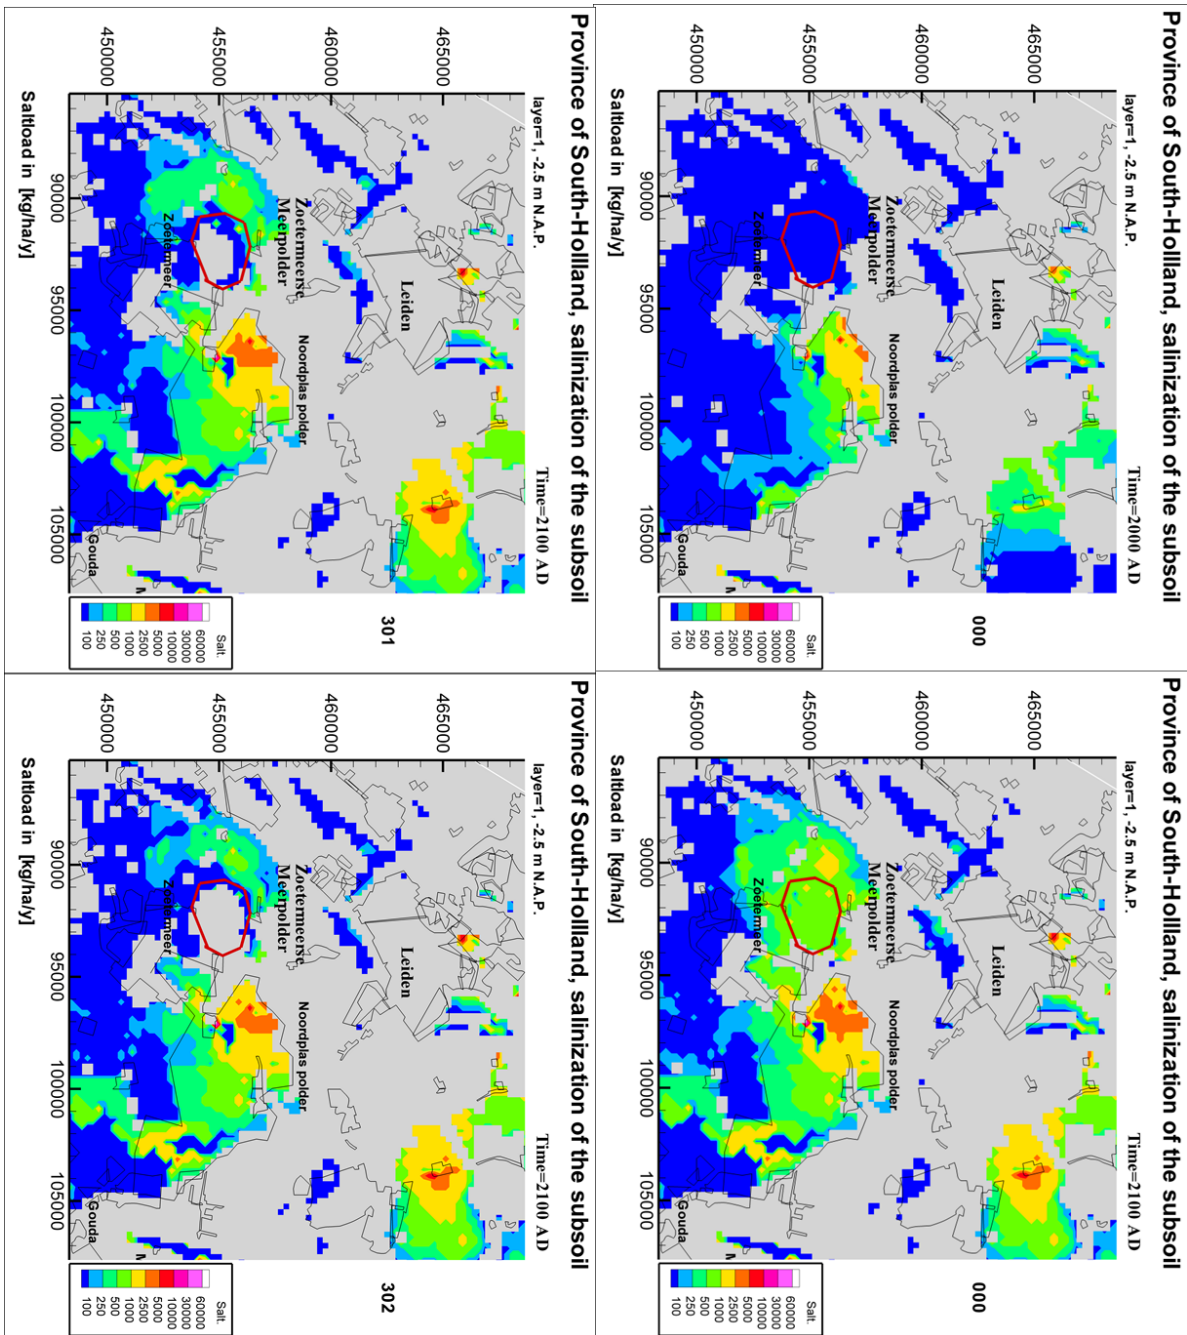 Province of South-Hollland, salinization of the subsoil
layer=1, -2.5 m N.A.P.
Time=2000 AD
465000
Leiden
000
460000
Zoetermeerse
Meerpolder
Noordplas polder
455000
Zoetermeer
450000
Gouda
90000 95000 100000 105000
Saltload in [kg/ha/y]
Salt.
60000
30000
10000
5000
2500
1000
500
250
100
Province of South-Hollland, salinization of the subsoil
layer=1, -2.5 m N.A.P.
Time=2100 AD
465000
Leiden
000
460000
Zoetermeerse
Meerpolder
Noordplas polder
455000
Zoetermeer
450000
Gouda
90000 95000 100000 105000
Saltload in [kg/ha/y]
Salt.
60000
30000
10000
5000
2500
1000
500
250
100
Province of South-Hollland, salinization of the subsoil
layer=1, -2.5 m N.A.P.
Time=2100 AD
465000
Leiden
301
460000
Zoetermeerse
Meerpolder
Noordplas polder
455000
Zoetermeer
450000
Gouda
90000 95000 100000 105000
Saltload in [kg/ha/y]
Salt.
60000
30000
10000
5000
2500
1000
500
250
100
Province of South-Hollland, salinization of the subsoil
layer=1, -2.5 m N.A.P.
Time=2100 AD
465000
Leiden
302
460000
Zoetermeerse
Meerpolder
Noordplas polder
455000
Zoetermeer
450000
Gouda
90000 95000 100000 105000
Saltload in [kg/ha/y]
Salt.
60000
30000
10000
5000
2500
1000
500
250
100